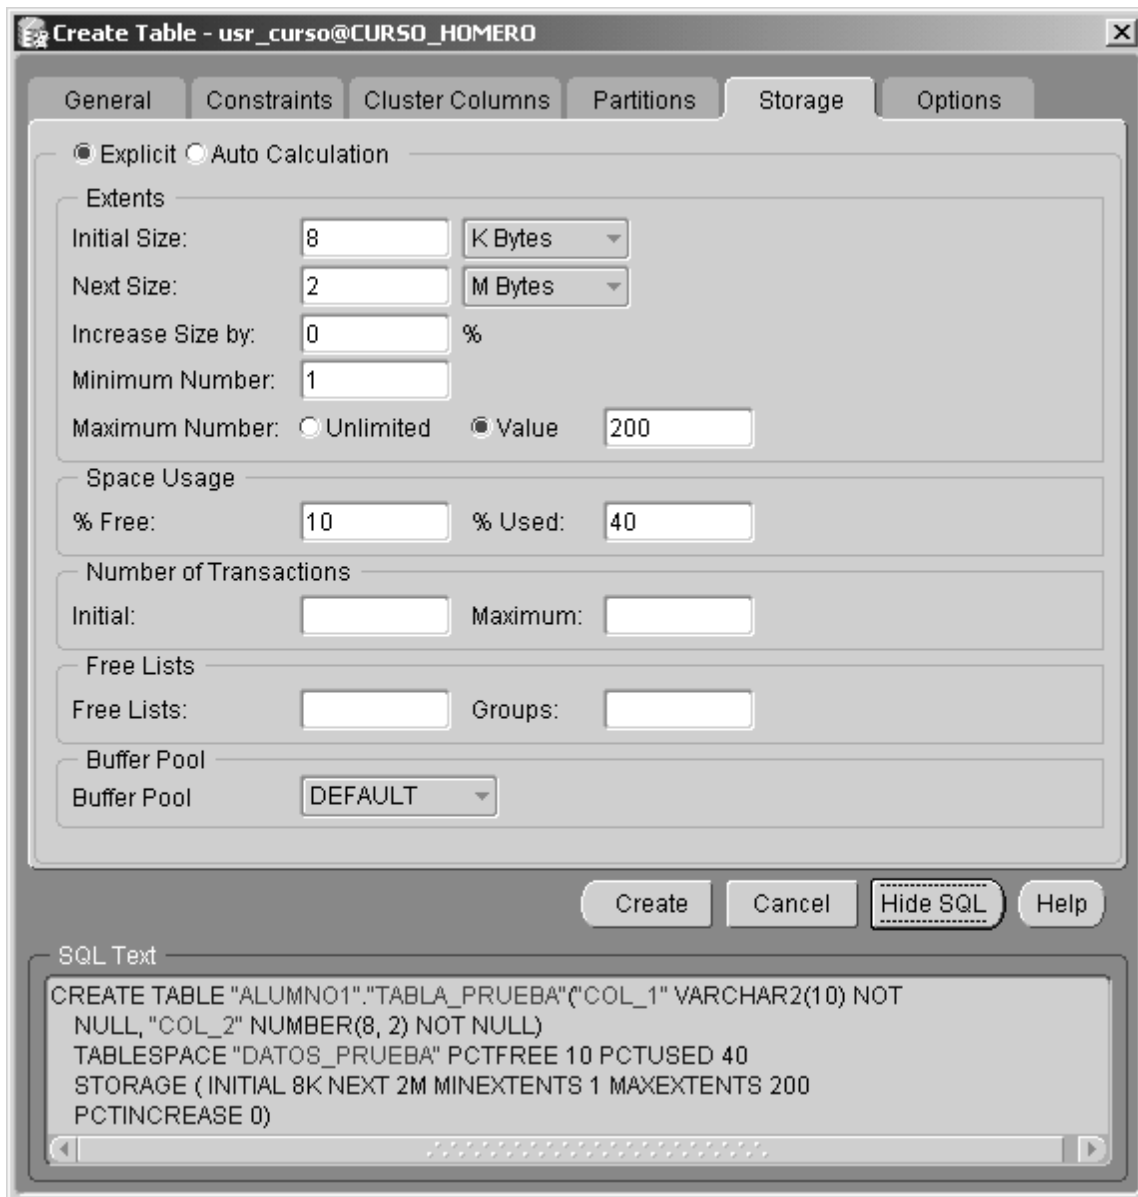 Create Table - usr_curso@CURSO_HOMERO
General Constraints Cluster Columns Partitions Storage Options
Explicit Auto Calculation
Extents
Initial Size: 8 K Bytes
Next Size: 2 M Bytes
Increase Size by: 0 %
Minimum Number: 1
Maximum Number: Unlimited Value 200
Space Usage
% Free: 10 % Used: 40
Number of Transactions
Initial: Maximum:
Free Lists
Free Lists: Groups:
Buffer Pool
Buffer Pool DEFAULT
Create Cancel Hide SQL Help
SQL Text
CREATE TABLE "ALUMNO1"."TABLA_PRUEBA"("COL_1" VARCHAR2(10) NOT
NULL, "COL_2" NUMBER(8, 2) NOT NULL)
TABLESPACE "DATOS_PRUEBA" PCTFREE 10 PCTUSED 40
STORAGE ( INITIAL 8K NEXT 2M MINEXTENTS 1 MAXEXTENTS 200
PCTINCREASE 0)